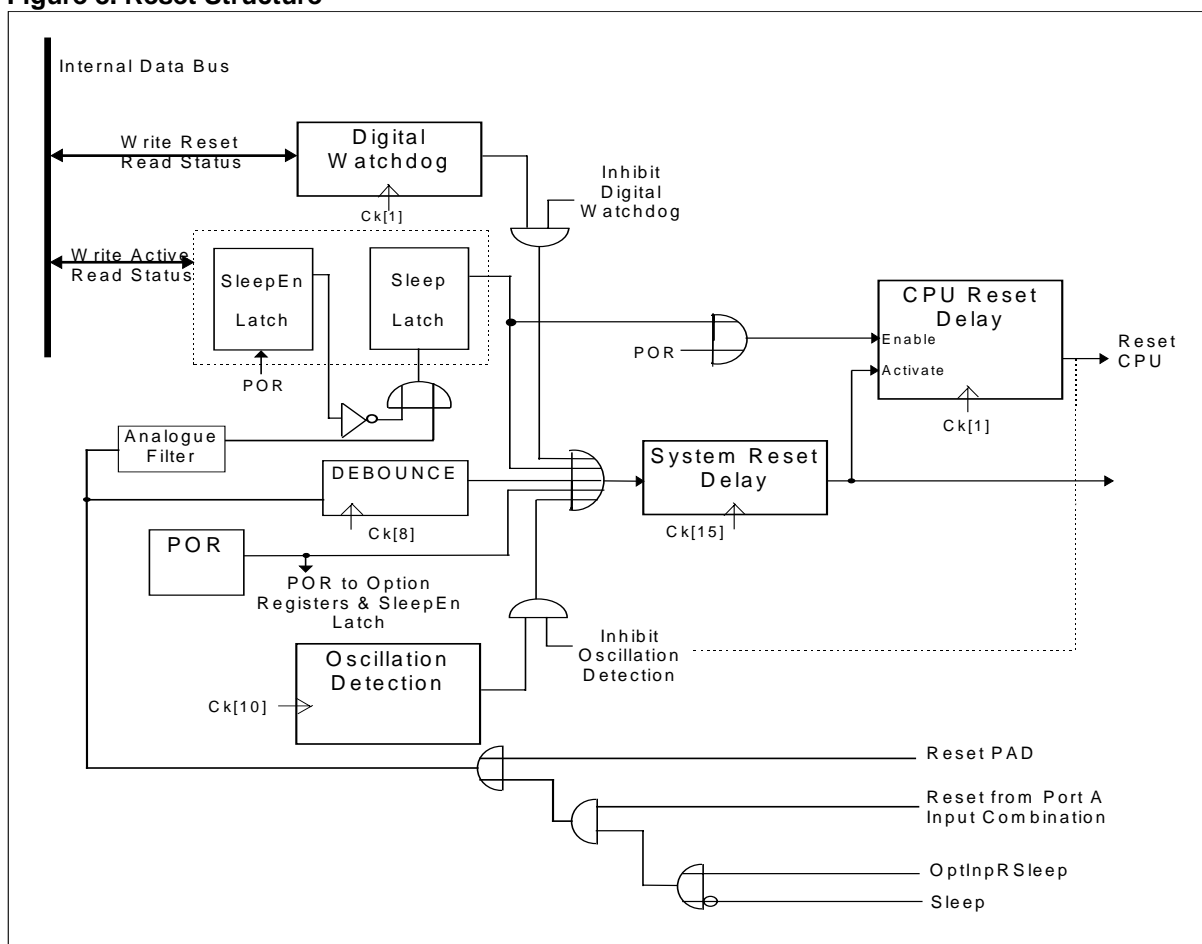 Figure 8. Reset Structure
Internal Data Bus
Write Reset
Read Status
Digital
Watchdog
Ck[1]
Inhibit
Digital
Watchdog
Write Active
Read Status
SleepEn
Latch
Sleep
Latch
POR
POR
CPU Reset
Delay
Enable
Activate
Ck[1]
Reset
CPU
Analogue
Filter
DEBOUNCE
Ck[8]
System Reset
Delay
Ck[15]
POR
POR to Option
Registers & SleepEn
Latch
Inhibit
Oscillation
Detection
Oscillation
Detection
Ck[10]
Reset PAD
Reset from Port A
Input Combination
OptInpRSleep
Sleep